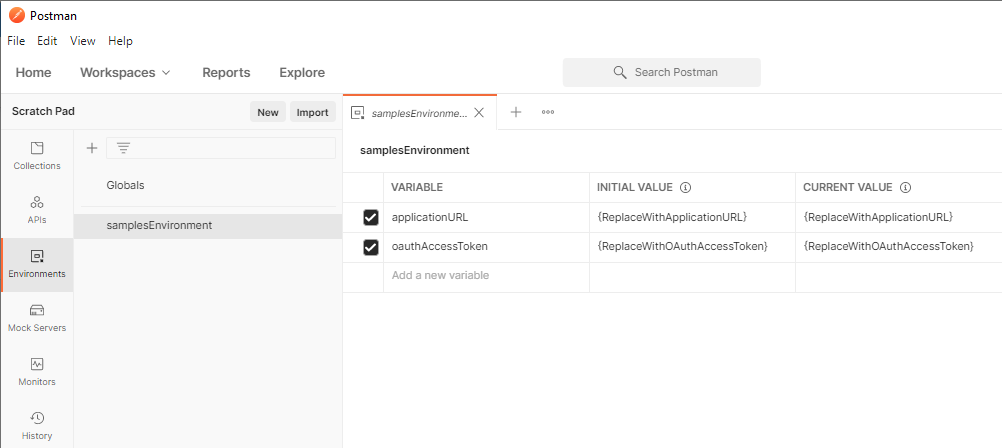 Postman
File Edit View Help
Home Workspaces Reports Explore Search Postman
Scratch Pad New Import
samplesEnvironme...
Collections
APIs
Environments
Mock Servers
Monitors
History
Globals
samplesEnvironment
samplesEnvironment
VARIABLE INITIAL VALUE CURRENT VALUE
applicationURL {ReplaceWithApplicationURL} {ReplaceWithApplicationURL}
oauthAccessToken {ReplaceWithOAuthAccessToken} {ReplaceWithOAuthAccessToken}
Add a new variable